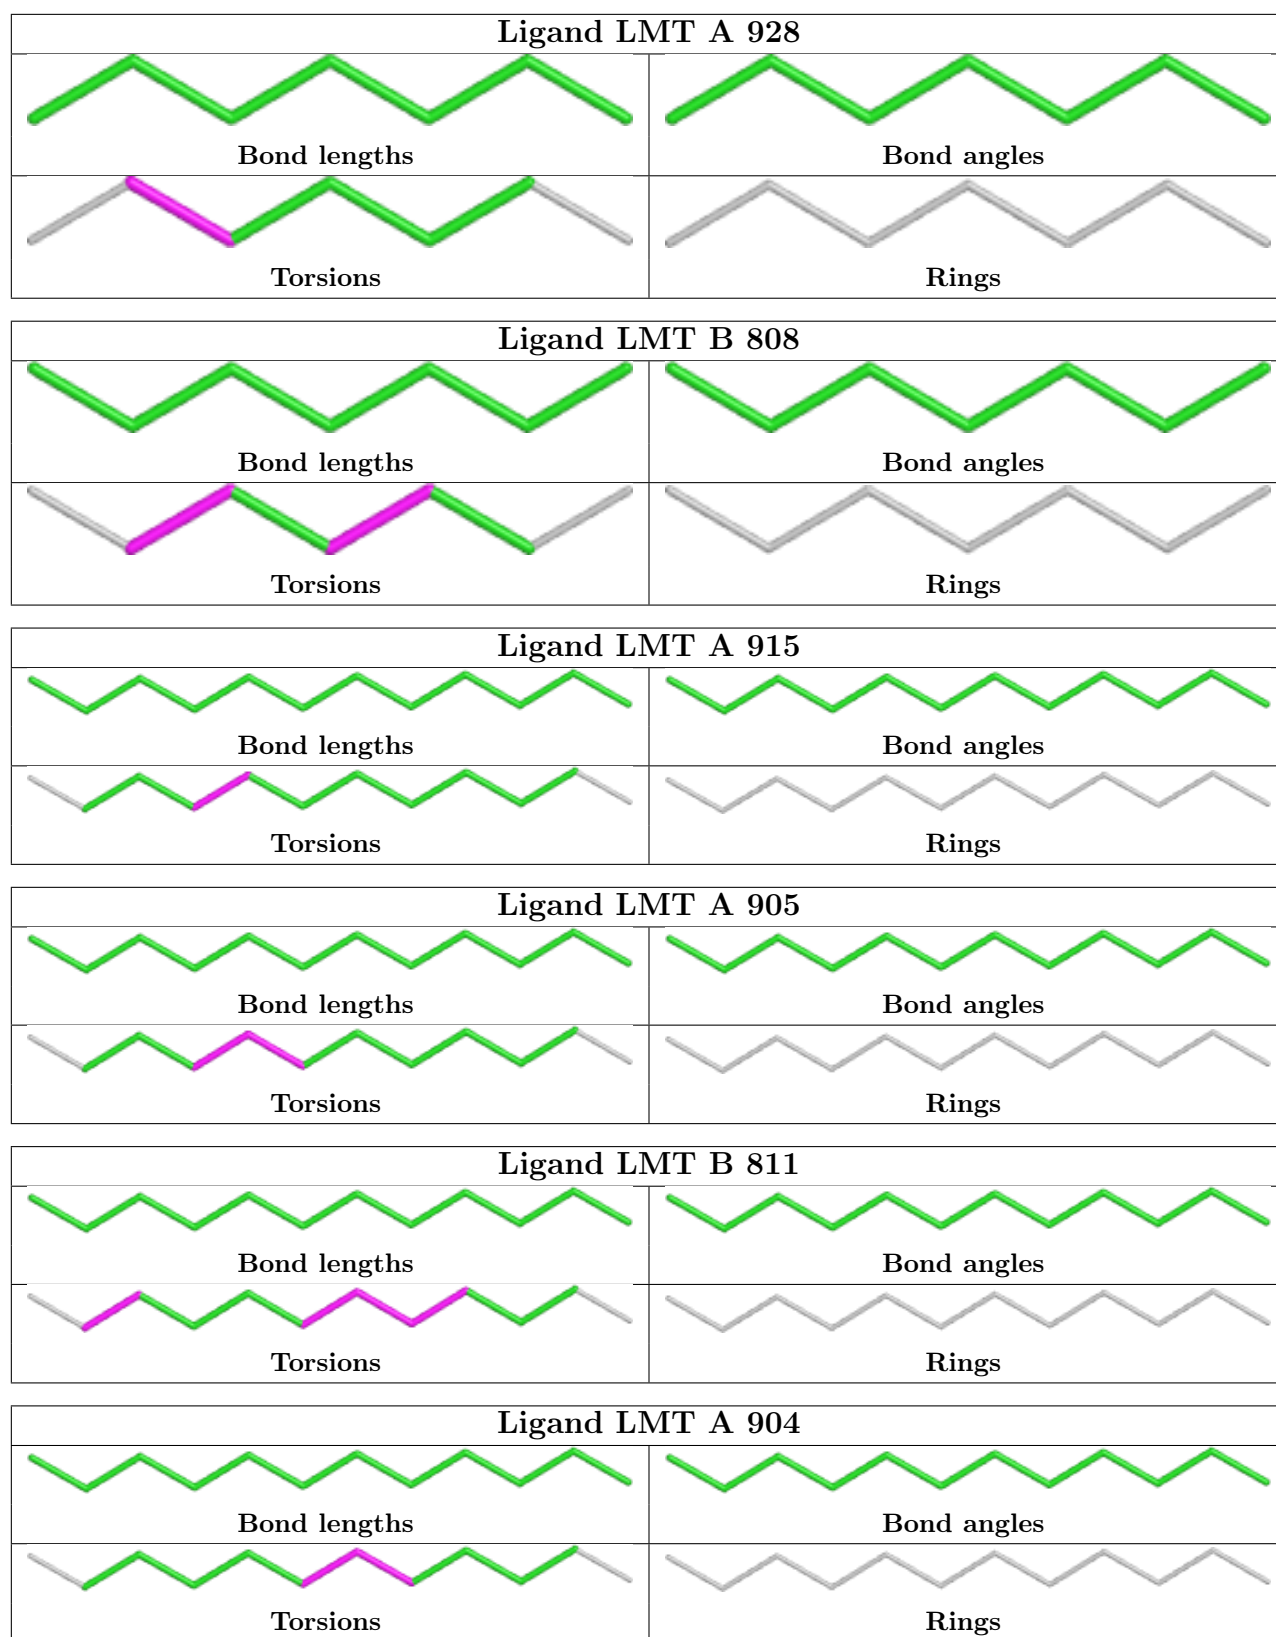 Ligand LMT A 928
Bond lengths Bond angles
Torsions Rings
Ligand LMT B 808
Bond lengths Bond angles
Torsions Rings
Ligand LMT A 915
Bond lengths Bond angles
Torsions Rings
Ligand LMT A 905
Bond lengths Bond angles
Torsions Rings
Ligand LMT B 811
Bond lengths Bond angles
Torsions Rings
Ligand LMT A 904
Bond lengths Bond angles
Torsions Rings